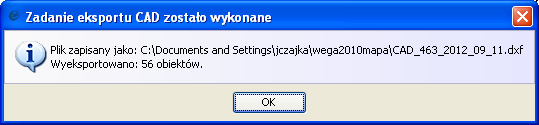 Zadanie eksportu CAD zostało wykonane
Plik zapisany jako: C:\Documents and Settings\jczajka\wega2010mapa\CAD_463_2012_09_11.dxf
Wyeksportowano: 56 obiektów.
OK